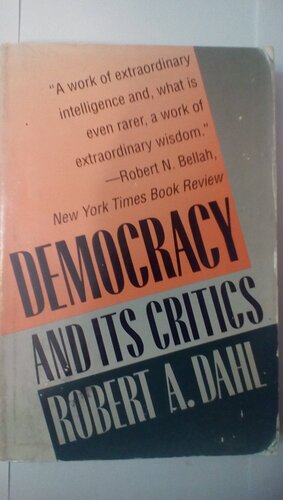 "A work of extraordinary
intelligence and, what is
even rarer, a work of
extraordinary wisdom."
—Robert N. Bellah,
New York Times Book Review
DEMOCRACY
AND ITS CRITICS
ROBERT A. DAHL